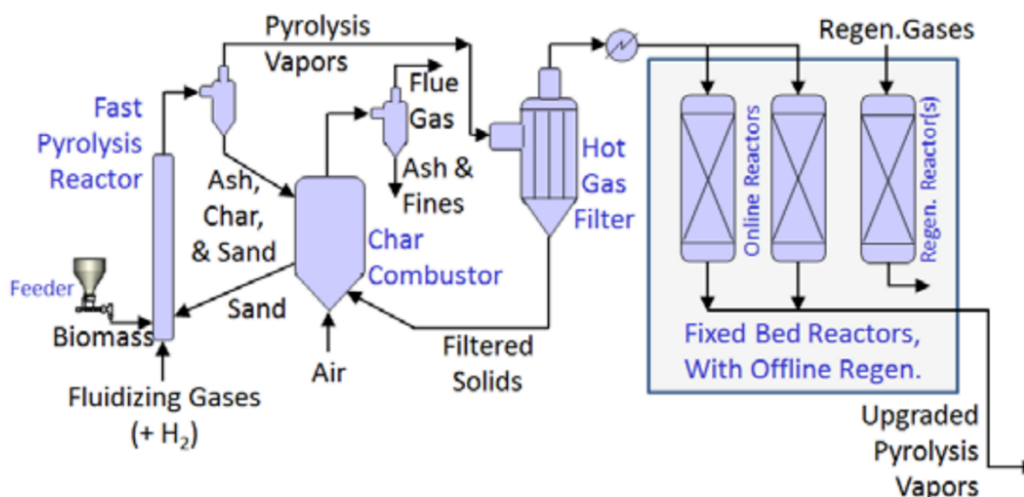 Pyrolysis
Vapors
Regen.Gases
Fast
Pyrolysis
Reactor
Flue
Gas
Ash &
Fines
Ash,
Char,
& Sand
Hot
Gas
Filter
Online Reactors
Regen. Reactor(s)
Char
Combustor
Feeder
Biomass
Sand
Air
Filtered
Solids
Fluidizing Gases
(+ H₂)
Fixed Bed Reactors,
With Offline Regen.
Upgraded
Pyrolysis
Vapors